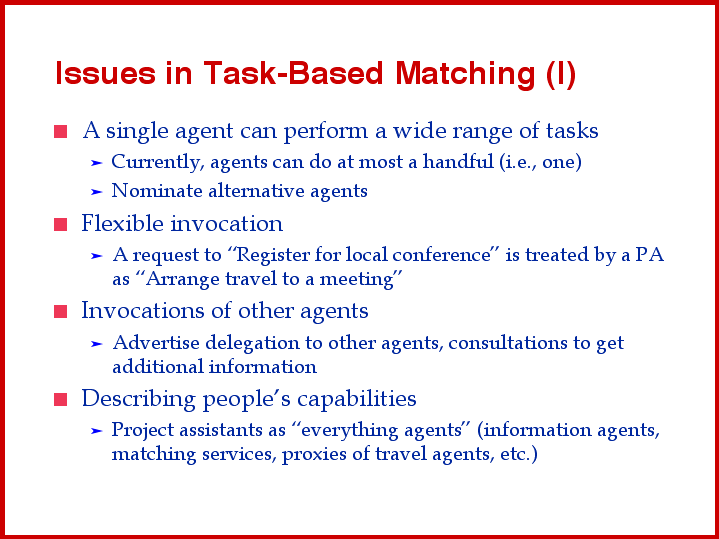 Issues in Task-Based Matching (I)
A single agent can perform a wide range of tasks
Currently, agents can do at most a handful (i.e., one)
Nominate alternative agents
Flexible invocation
A request to “Register for local conference” is treated by a PA
as “Arrange travel to a meeting”
Invocations of other agents
Advertise delegation to other agents, consultations to get
additional information
Describing people’s capabilities
Project assistants as “everything agents” (information agents,
matching services, proxies of travel agents, etc.)